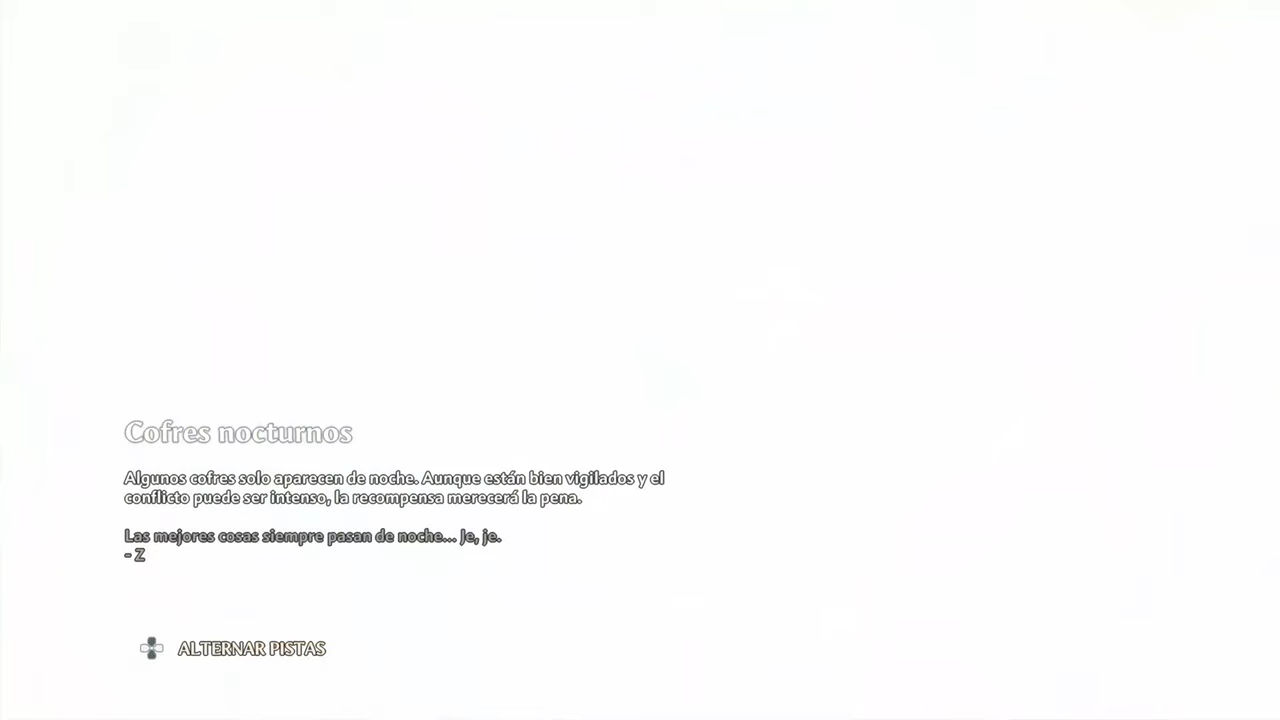 Cofres nocturnos
Algunos cofres solo aparecen de noche. Aunque están bien vigilados y el
conflicto puede ser intenso, la recompensa merecerá la pena.
Las mejores cosas siempre pasan de noche... Je, je.
- Z
ALTERNAR PISTAS